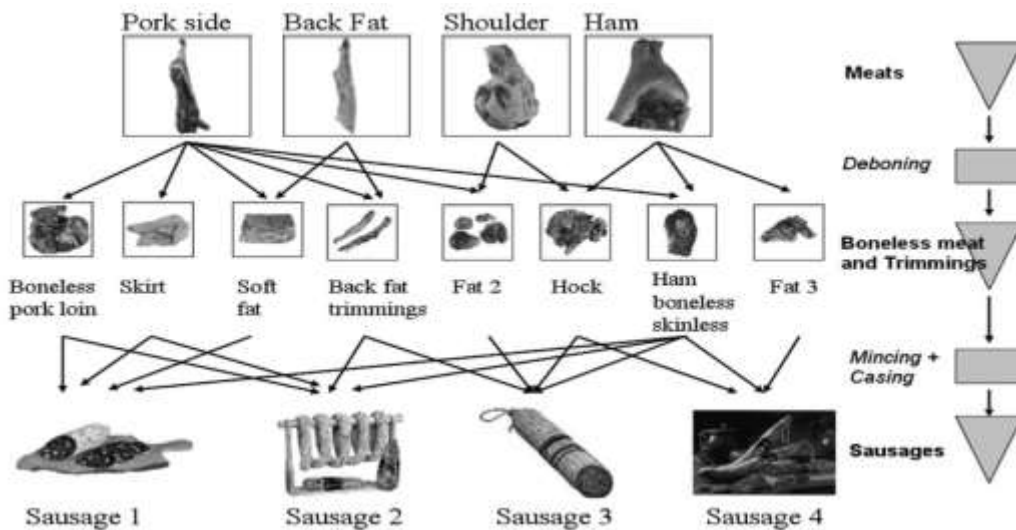 Pork side
Back Fat
Shoulder
Ham
Meats
Deboning
Boneless meat
and Trimmings
Boneless
pork loin
Skirt
Soft
fat
Back fat
trimmings
Fat 2
Hock
Ham
boneless
skinless
Fat 3
Mincing +
Casing
Sausages
Sausage 1
Sausage 2
Sausage 3
Sausage 4